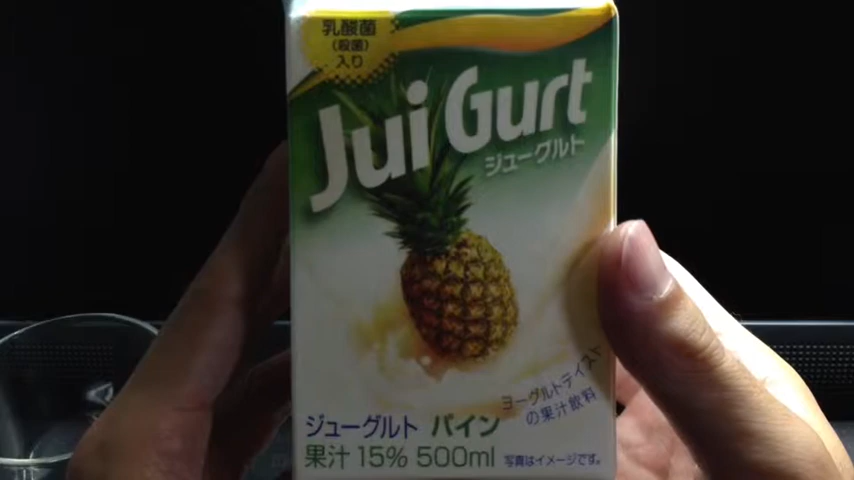 乳酸菌
(殺菌)
入り
Jui Gurt
ジューグルト
ヨーグルトテイスト
の果汁飲料
ジューグルト パイン
果汁 15% 500ml 写真はイメージです。